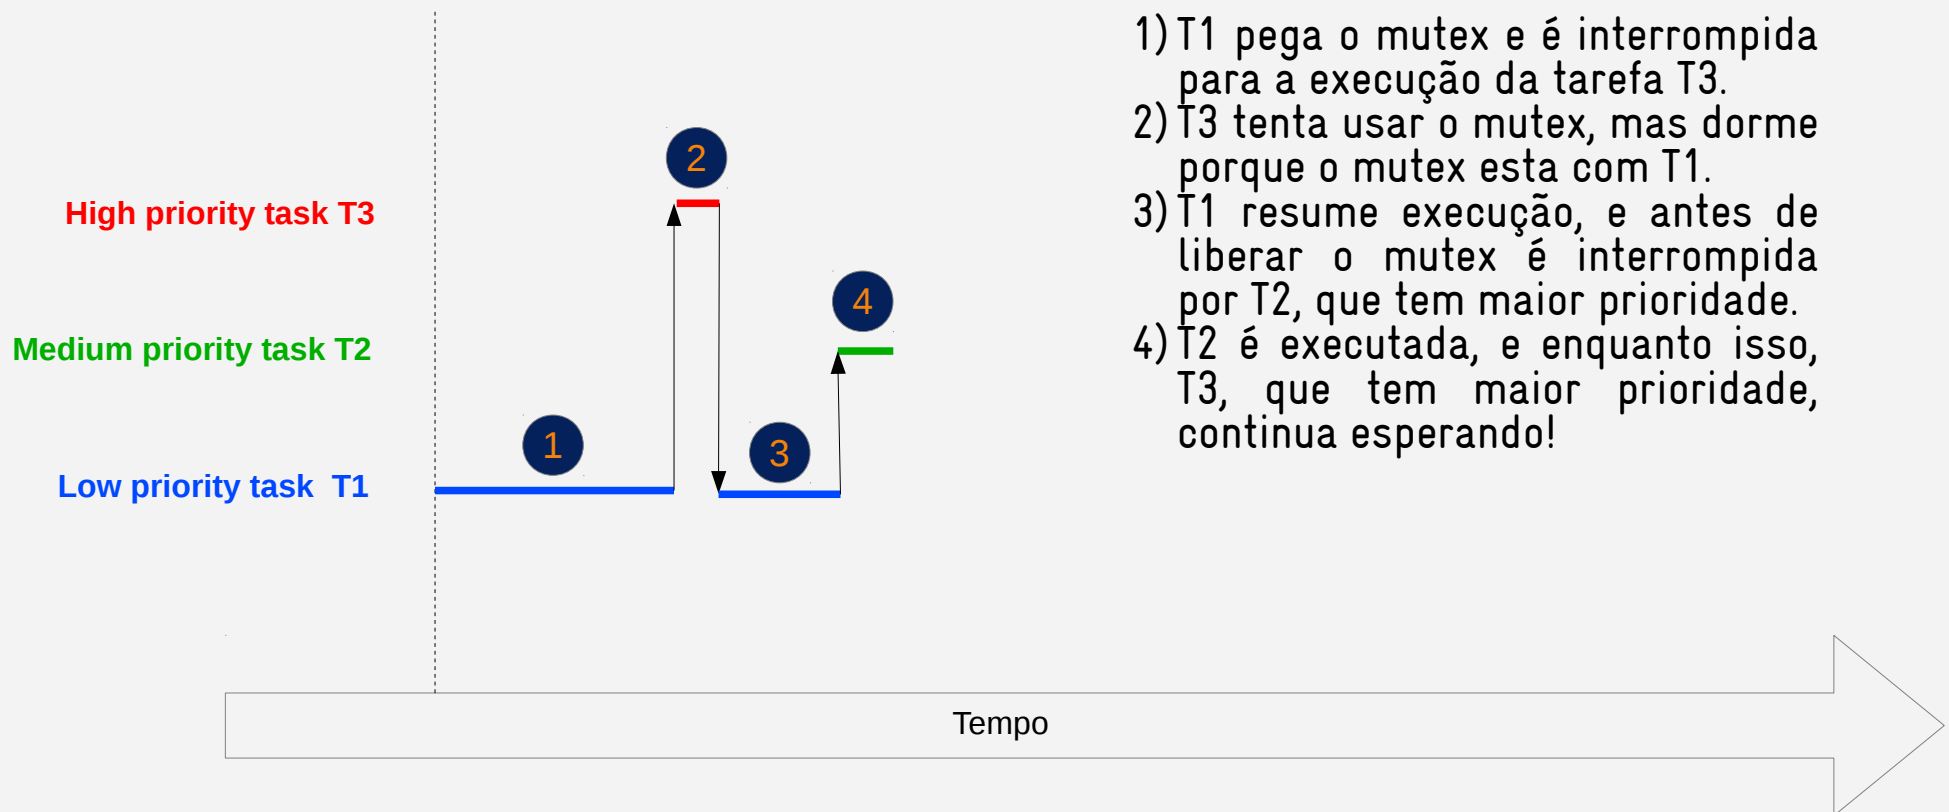 1) T1 pega o mutex e é interrompida
para a execução da tarefa T3.
2) T3 tenta usar o mutex, mas dorme
porque o mutex esta com T1.
3) T1 resume execução, e antes de
liberar o mutex é interrompida
por T2, que tem maior prioridade.
4) T2 é executada, e enquanto isso,
T3, que tem maior prioridade,
continua esperando!
2
High priority task T3
4
Medium priority task T2
1
3
Low priority task T1
Tempo